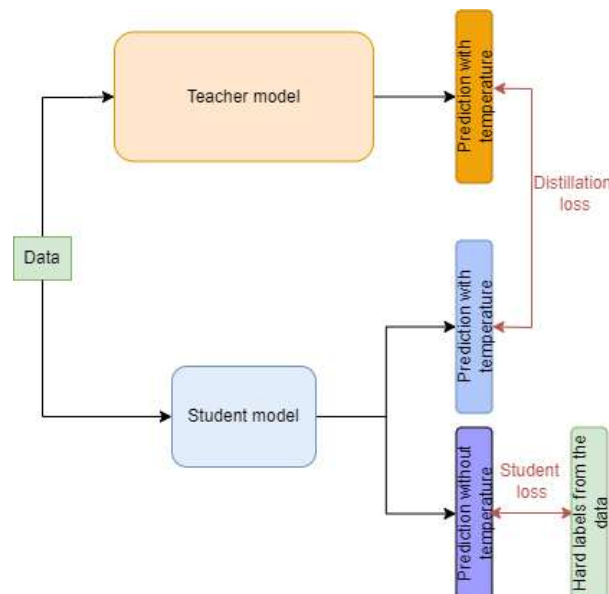 Teacher model
Prediction with
temperature
Distillation
loss
Data
Prediction with
temperature
Student model
Prediction without
temperature
Student
loss
Hard labels from the
data